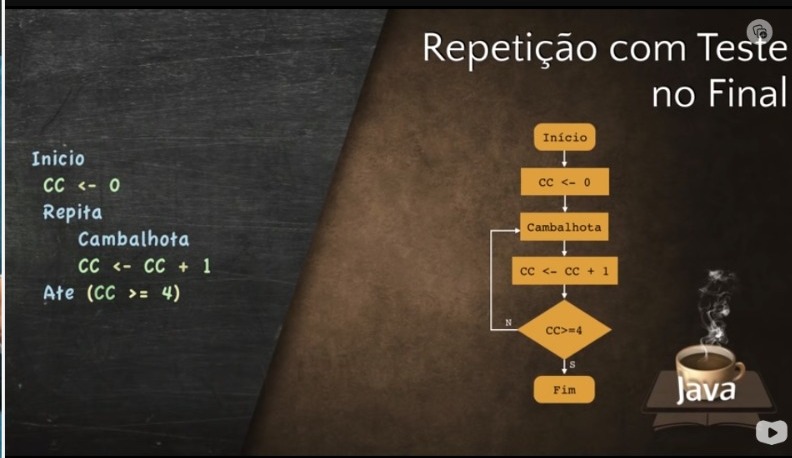 Repetição com Teste
no Final
Inicio
CC <- 0
Repita
Cambalhota
CC <- CC + 1
Ate (CC >= 4)
Início
CC <- 0
Cambalhota
CC <- CC + 1
CC>=4
N
S
Fim
Java